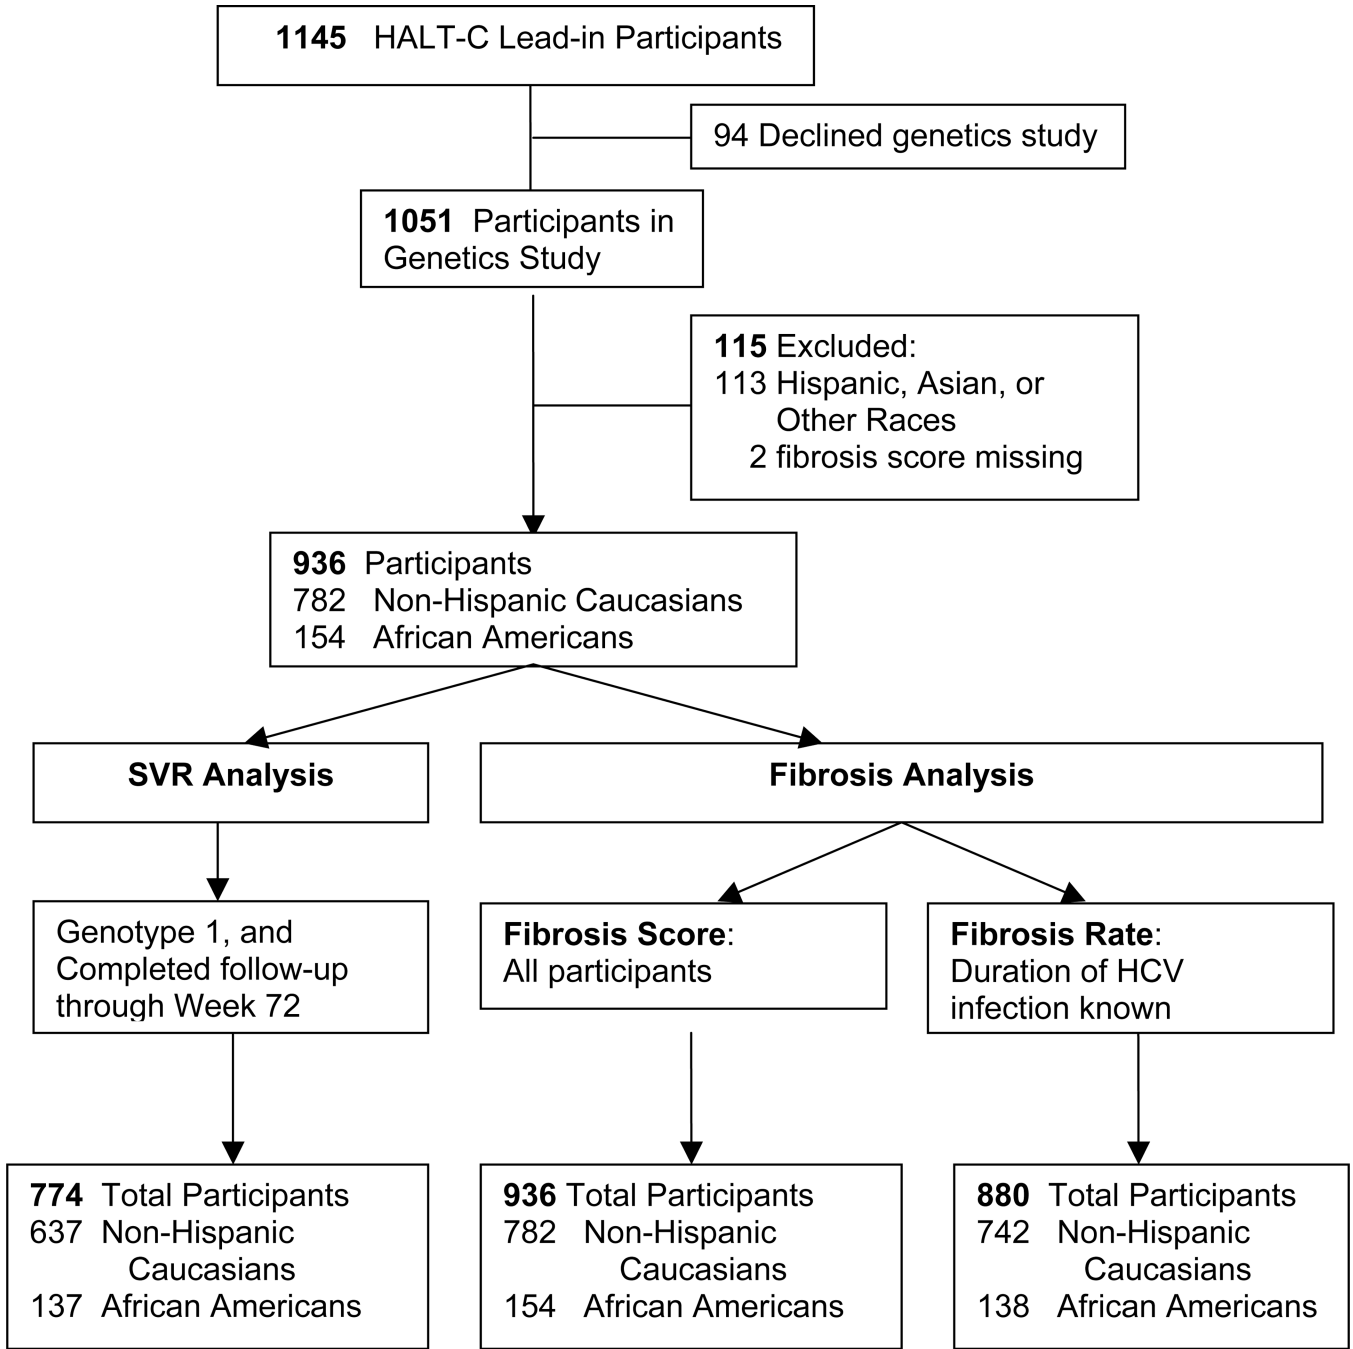 1145 HALT-C Lead-in Participants
94 Declined genetics study
1051 Participants in
Genetics Study
115 Excluded:
113 Hispanic, Asian, or
Other Races
2 fibrosis score missing
936 Participants
782 Non-Hispanic Caucasians
154 African Americans
SVR Analysis
Fibrosis Analysis
Genotype 1, and
Completed follow-up
through Week 72
Fibrosis Score:
All participants
Fibrosis Rate:
Duration of HCV
infection known
774 Total Participants
637 Non-Hispanic
Caucasians
137 African Americans
936 Total Participants
782 Non-Hispanic
Caucasians
154 African Americans
880 Total Participants
742 Non-Hispanic
Caucasians
138 African Americans